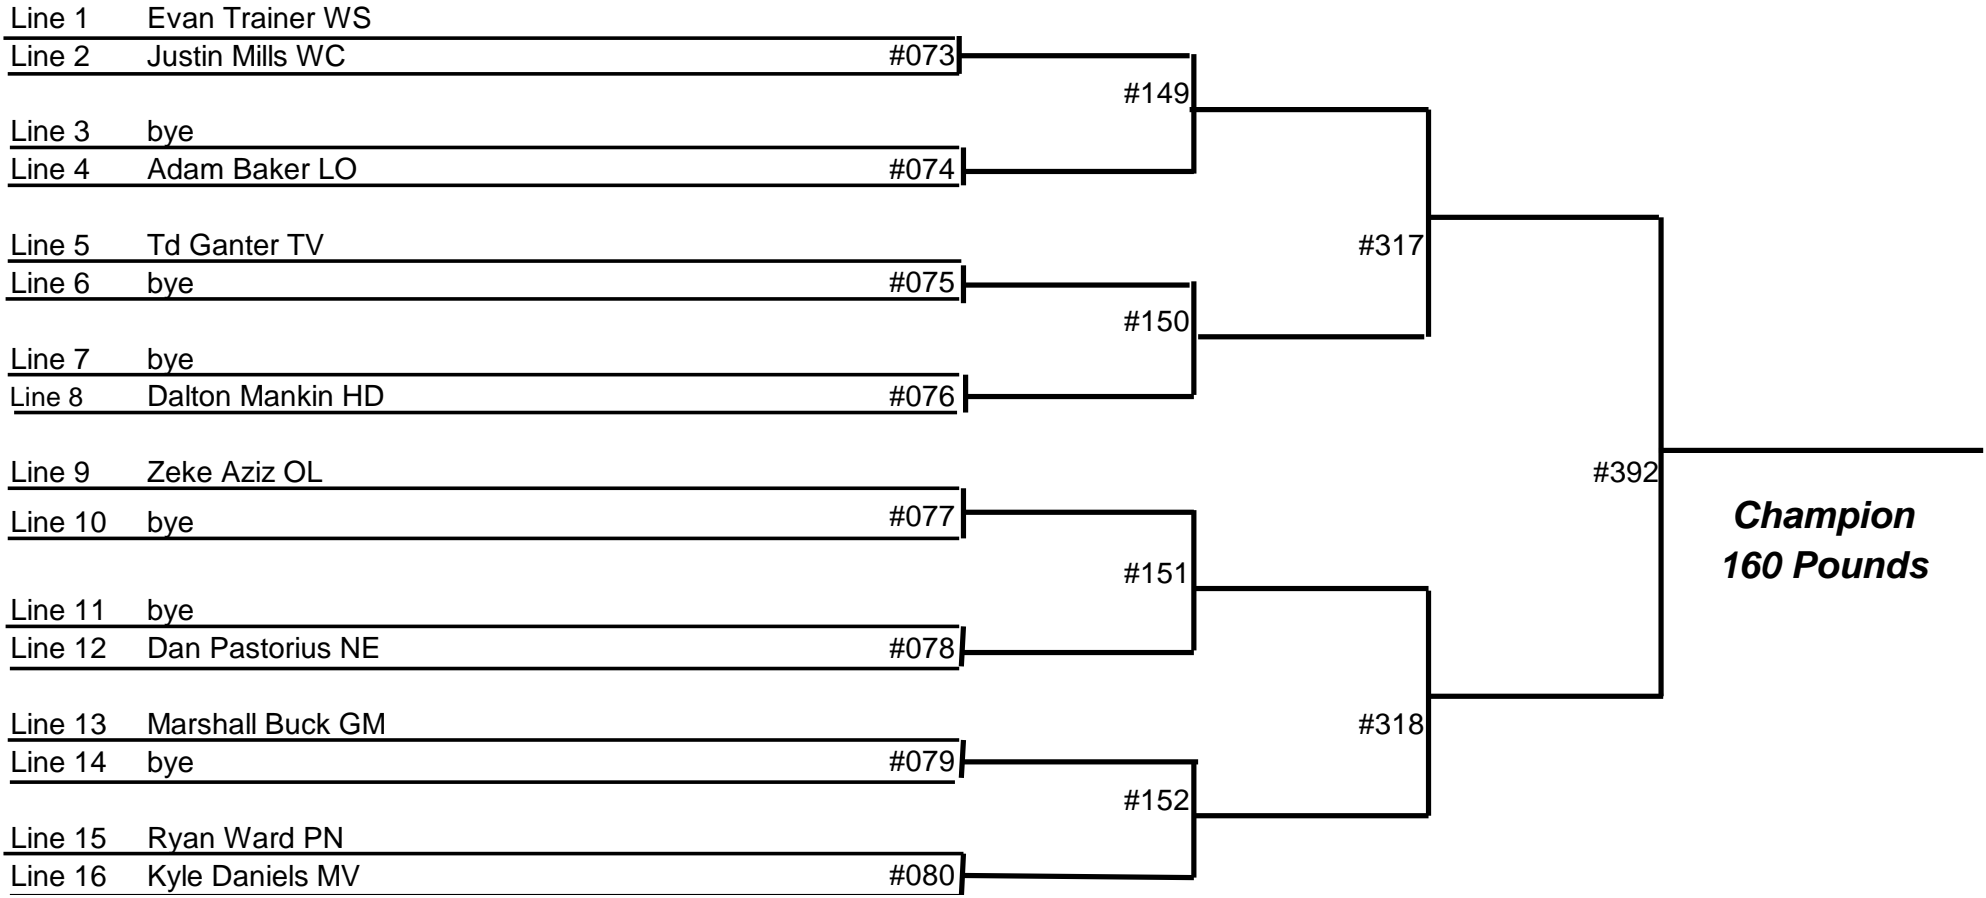 Line 1 Evan Trainer WS
Line 2 Justin Mills WC #073
#149
Line 3 bye
Line 4 Adam Baker LO #074
Line 5 Td Ganter TV #317
Line 6 bye #075
#150
Line 7 bye
Line 8 Dalton Mankin HD #076
Line 9 Zeke Aziz OL #392
Line 10 bye #077
Champion
160 Pounds
#151
Line 11 bye
Line 12 Dan Pastorius NE #078
Line 13 Marshall Buck GM #318
Line 14 bye #079
#152
Line 15 Ryan Ward PN
Line 16 Kyle Daniels MV #080